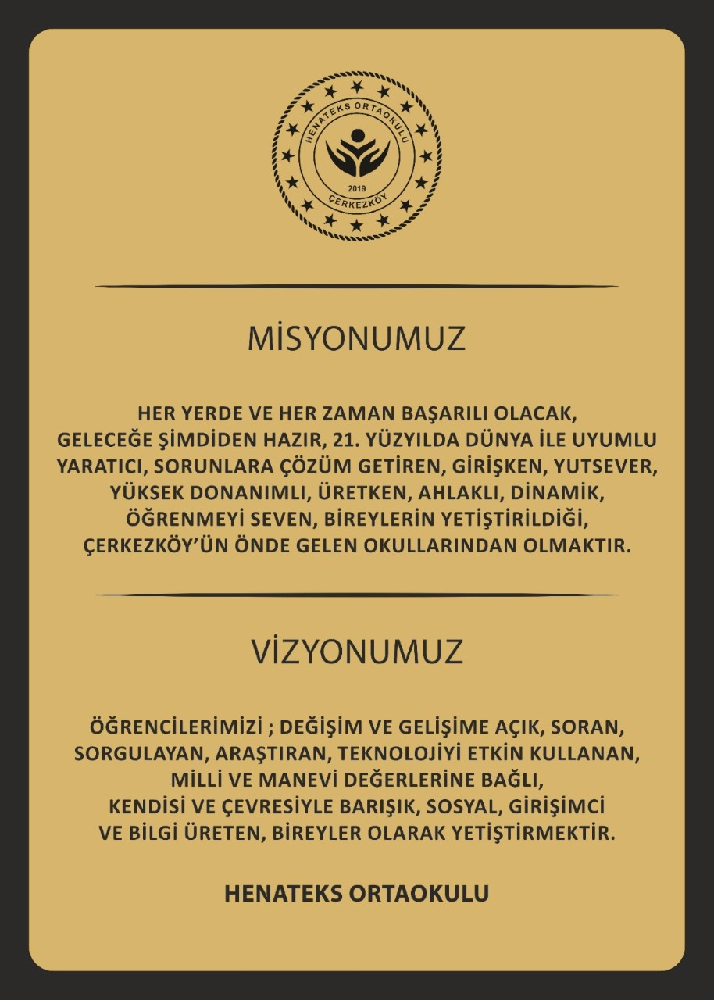 HENATEKS ORTAOKULU
2019
ÇERKEZKÖY
MİSYONUMUZ
HER YERDE VE HER ZAMAN BAŞARILI OLACAK,
GELECEĞE ŞİMDİDEN HAZIR, 21. YÜZYILDA DÜNYA İLE UYUMLU
YARATICI, SORUNLARA ÇÖZÜM GETİREN, GİRİŞKEN, YUTSEVER,
YÜKSEK DONANIMLI, ÜRETKEN, AHLAKLI, DİNAMİK,
ÖĞRENMEYİ SEVEN, BİREYLERİN YETİŞTİRİLDİĞİ,
ÇERKEZKÖY’ÜN ÖNDE GELEN OKULLARINDAN OLMAKTIR.
VİZYONUMUZ
ÖĞRENCİLERİMİZİ ; DEĞİŞİM VE GELİŞİME AÇIK, SORAN,
SORGULAYAN, ARAŞTIRAN, TEKNOLOJİYİ ETKİN KULLANAN,
MİLLİ VE MANEVİ DEĞERLERİNE BAĞLI,
KENDİSİ VE ÇEVRESİYLE BARIŞIK, SOSYAL, GİRİŞİMCİ
VE BİLGİ ÜRETEN, BİREYLER OLARAK YETİŞTİRMEKTİR.
HENATEKS ORTAOKULU